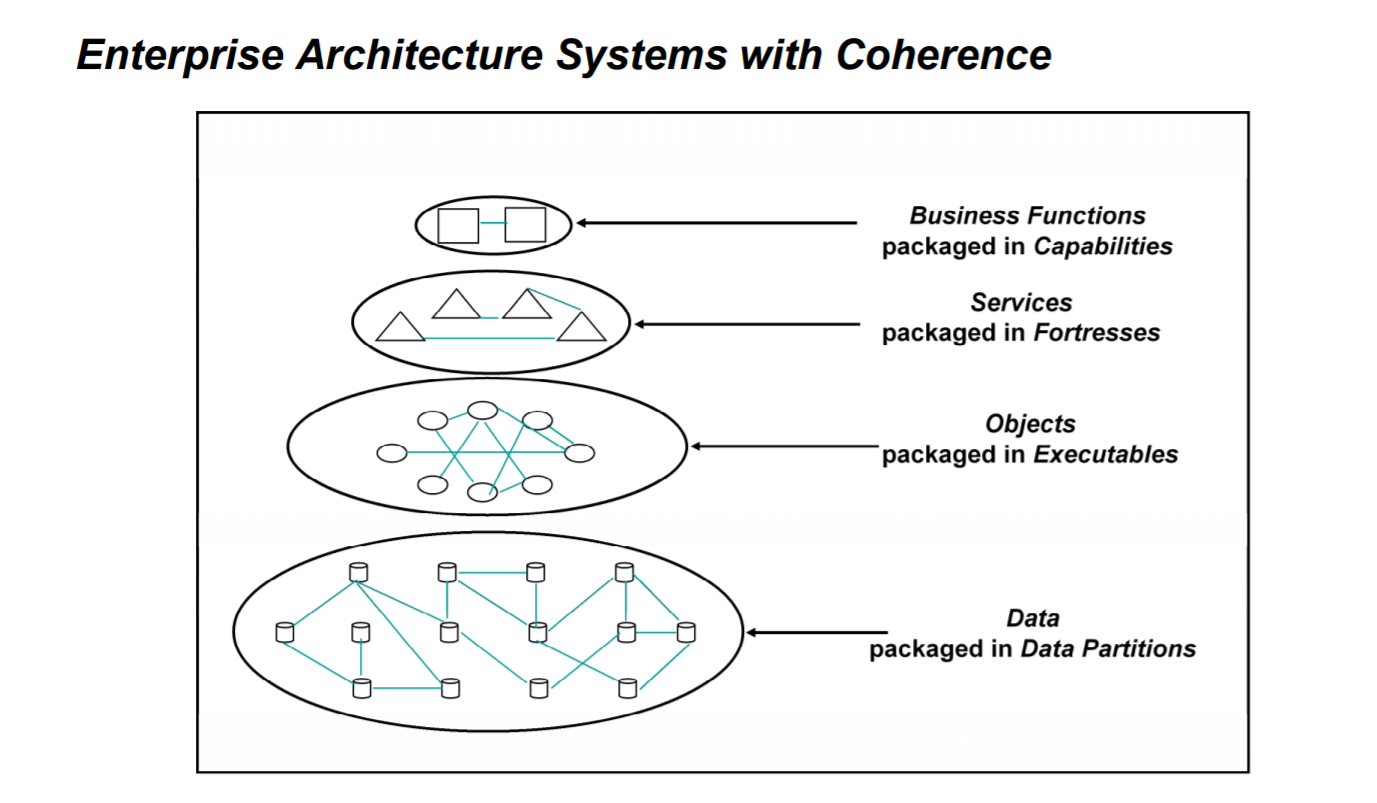 Enterprise Architecture Systems with Coherence
Business Functions
packaged in Capabilities
Services
packaged in Fortresses
Objects
packaged in Executables
Data
packaged in Data Partitions